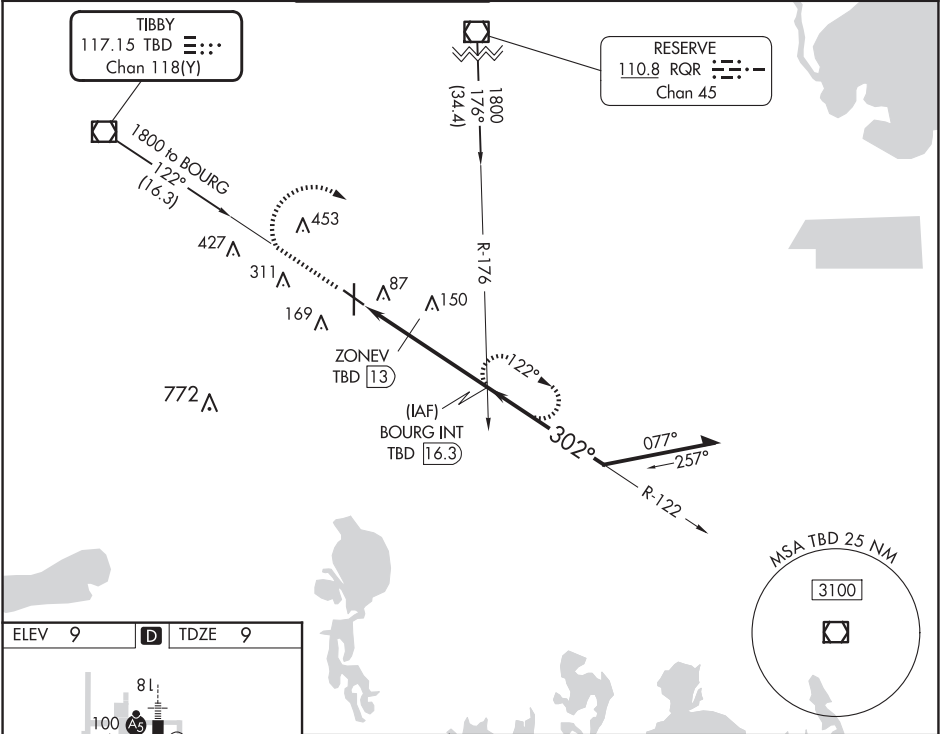 TIBBY
117.15 TBD
Chan 118(Y)
RESERVE
110.8 RQR
Chan 45
1800
176°
(34.4)
1800 to BOURG
122°
(16.3)
453
427
311
R-176
87
150
169
ZONEV
TBD 13
772
122°
(IAF)
BOURG INT
TBD 16.3
302°
077°
257°
R-122
MSA TBD 25 NM
3100
ELEV 9
D
TDZE 9
18
100
A5